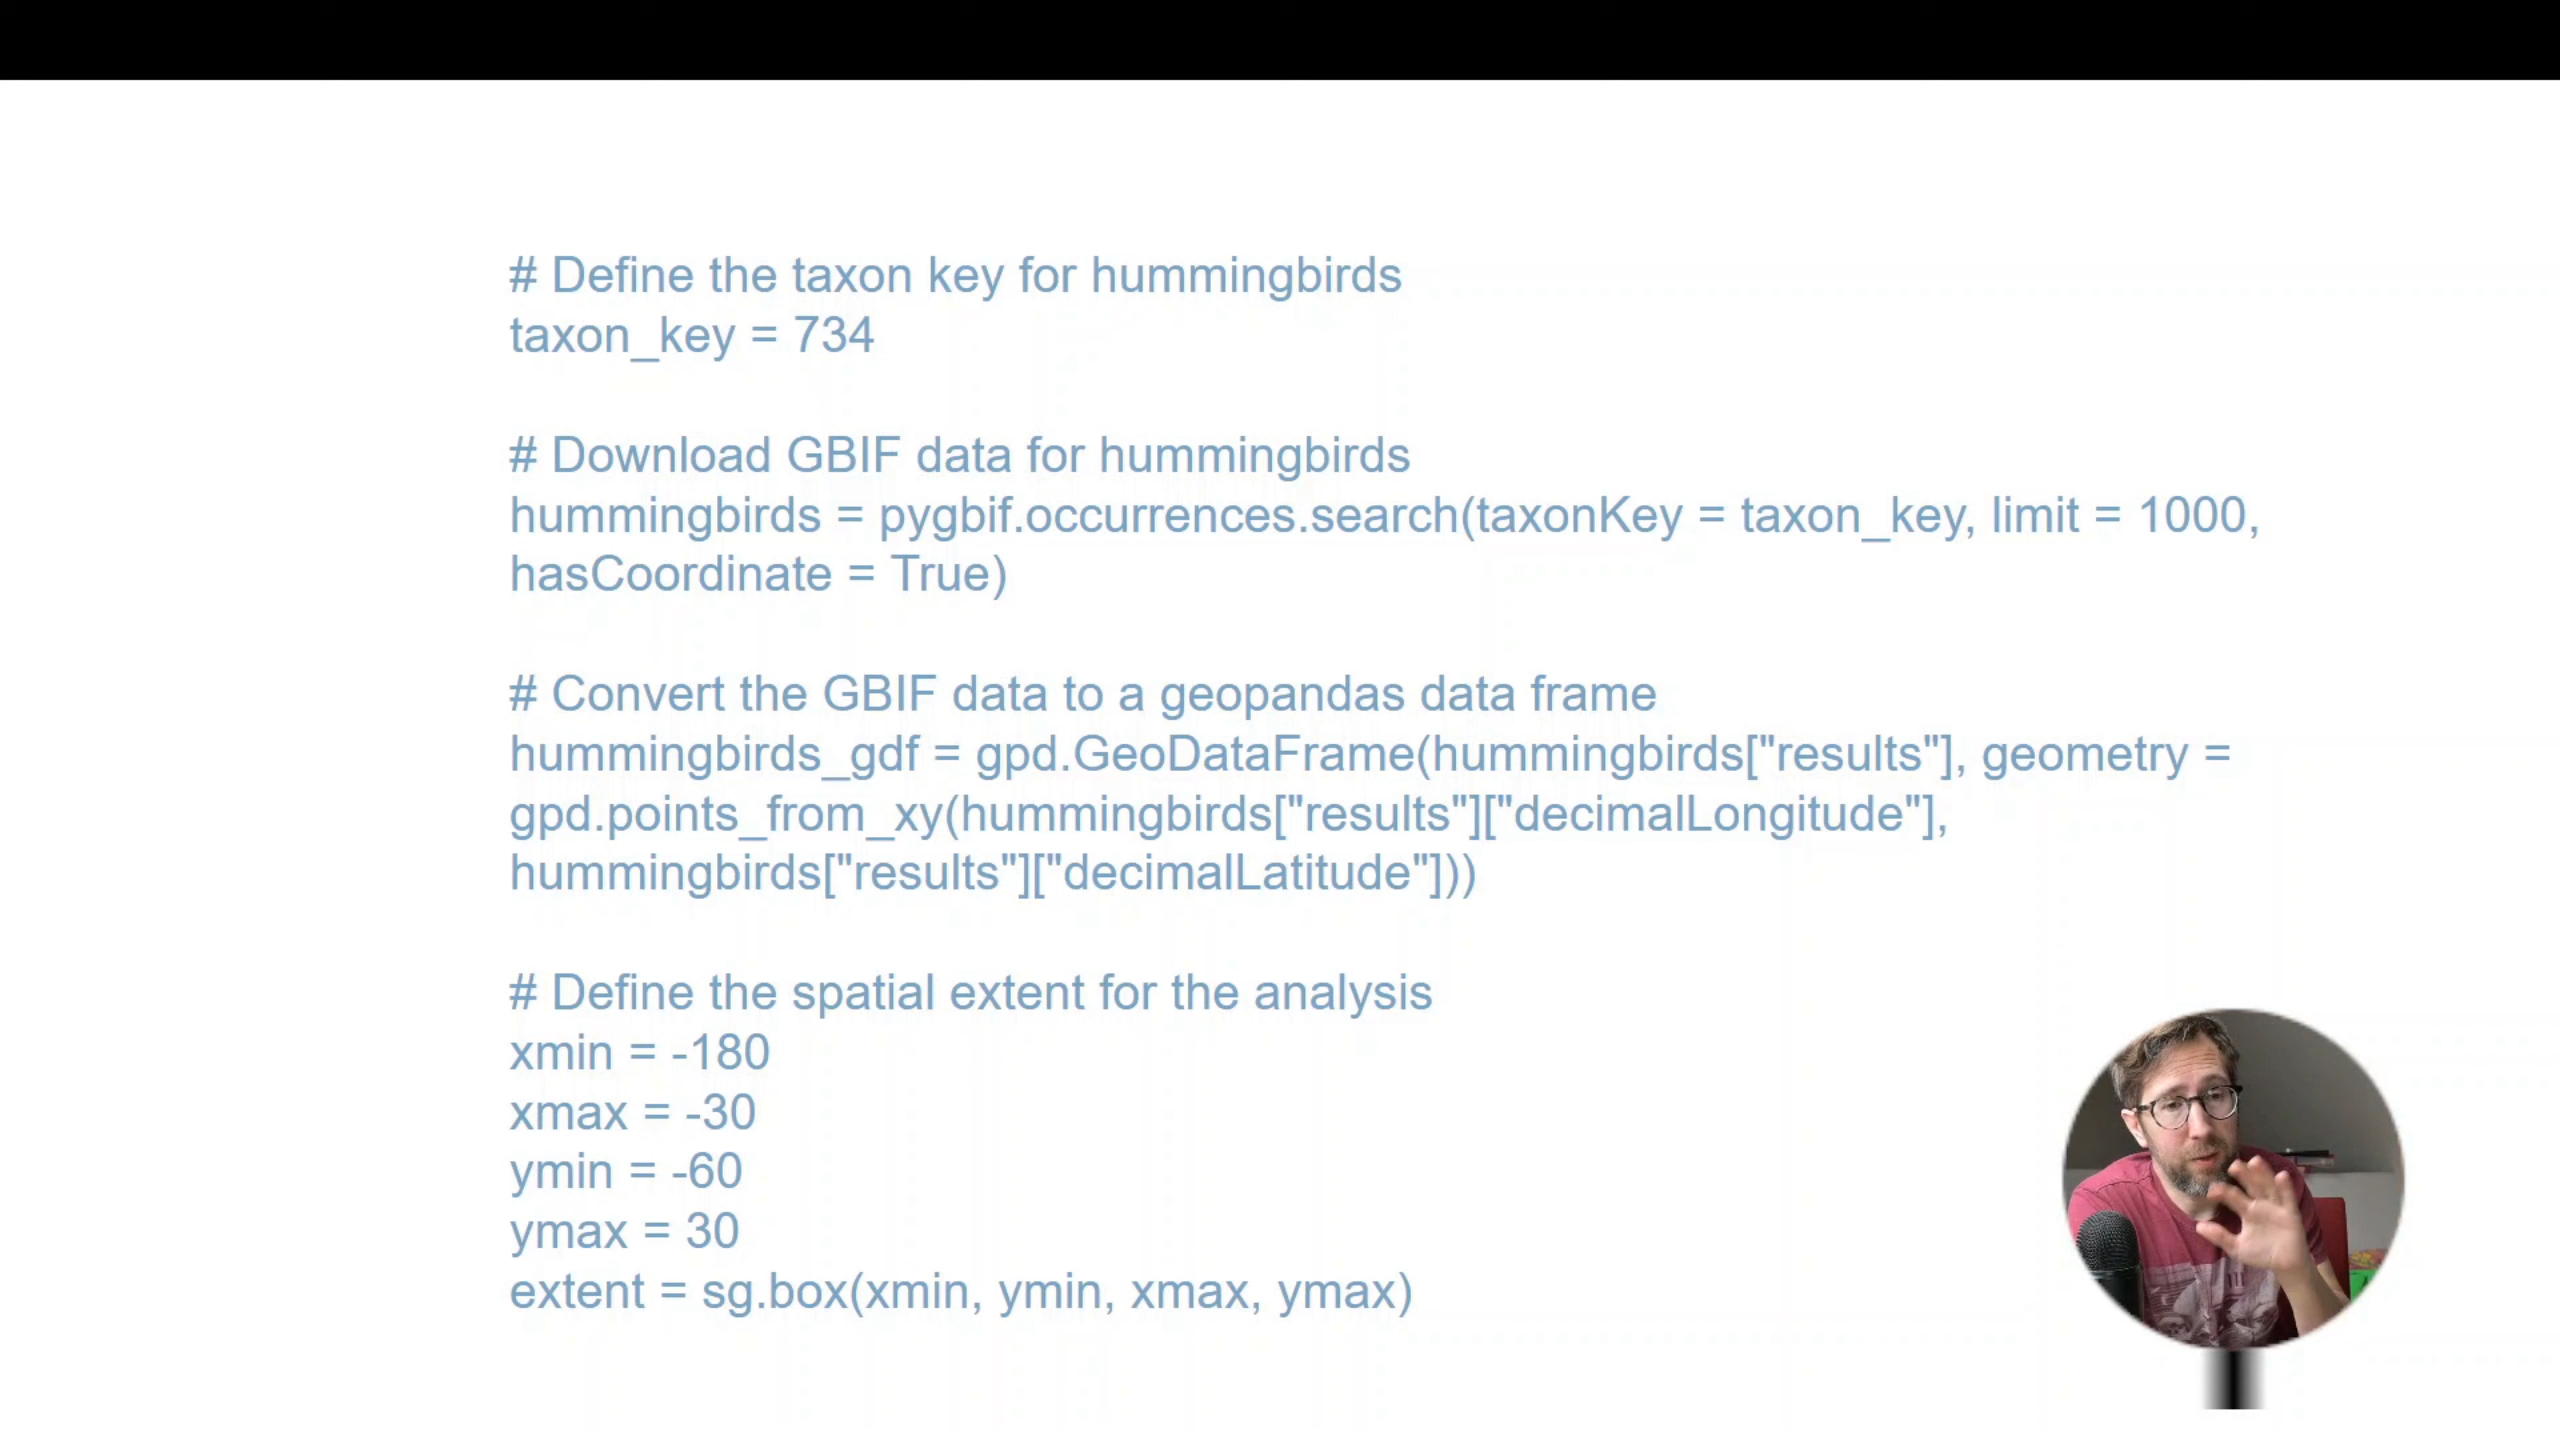 # Define the taxon key for hummingbirds
taxon_key = 734
# Download GBIF data for hummingbirds
hummingbirds = pygbif.occurrences.search(taxonKey = taxon_key, limit = 1000,
hasCoordinate = True)
# Convert the GBIF data to a geopandas data frame
hummingbirds_gdf = gpd.GeoDataFrame(hummingbirds["results"], geometry =
gpd.points_from_xy(hummingbirds["results"]["decimalLongitude"],
hummingbirds["results"]["decimalLatitude"]))
# Define the spatial extent for the analysis
xmin = -180
xmax = -30
ymin = -60
ymax = 30
extent = sg.box(xmin, ymin, xmax, ymax)